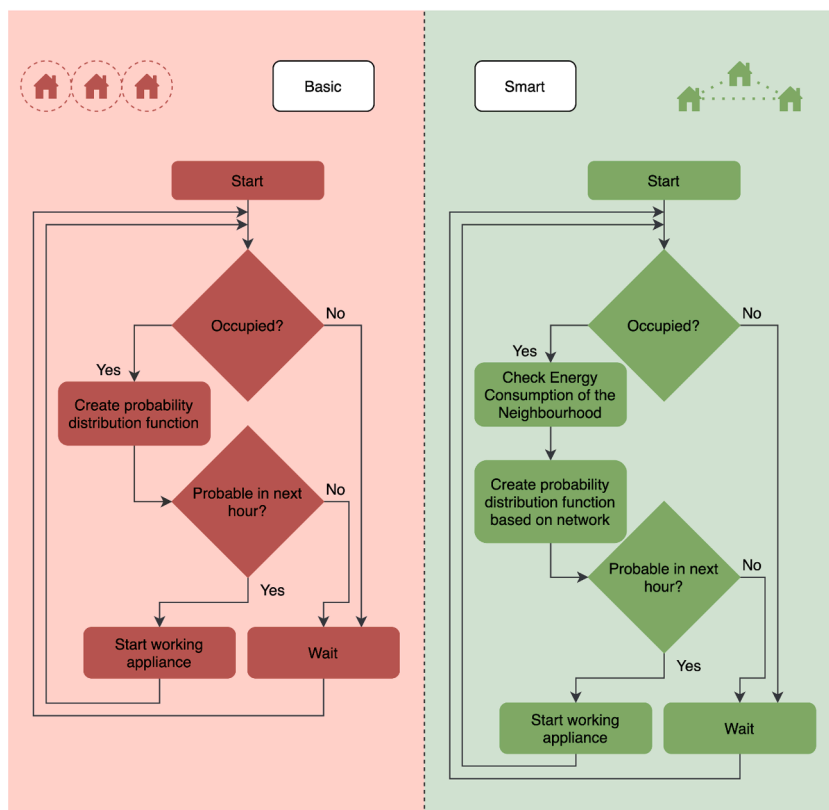 Basic
Start
Occupied?
No
Yes
Create probability
distribution function
Probable in next
hour?
No
Yes
Start working
appliance
Wait
Smart
Start
Occupied?
No
Yes
Check Energy
Consumption of the
Neighbourhood
Create probability
distribution function
based on network
Probable in next
hour?
No
Yes
Start working
appliance
Wait